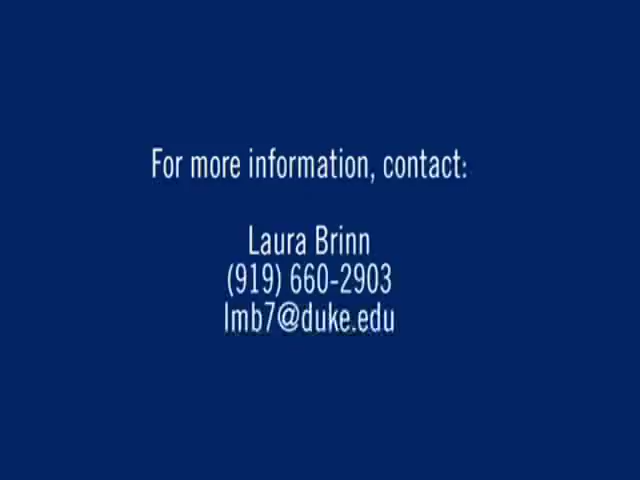 For more information, contact:
Laura Brinn
(919) 660-2903
lmb7@duke.edu